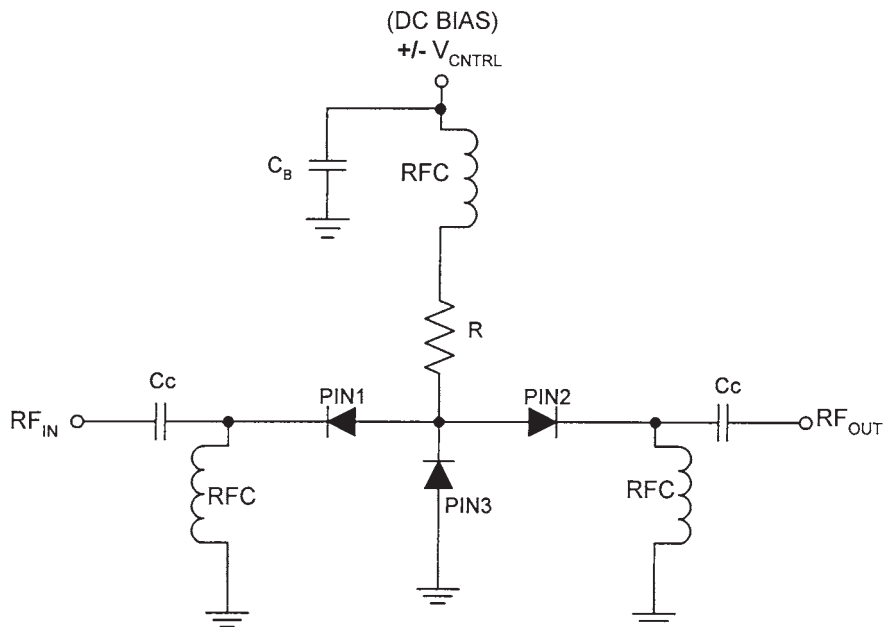 (DC BIAS)
+/- V_CNTRL
C_B
RFC
R
Cc
PIN1
PIN2
Cc
RF_IN
RF_OUT
RFC
PIN3
RFC